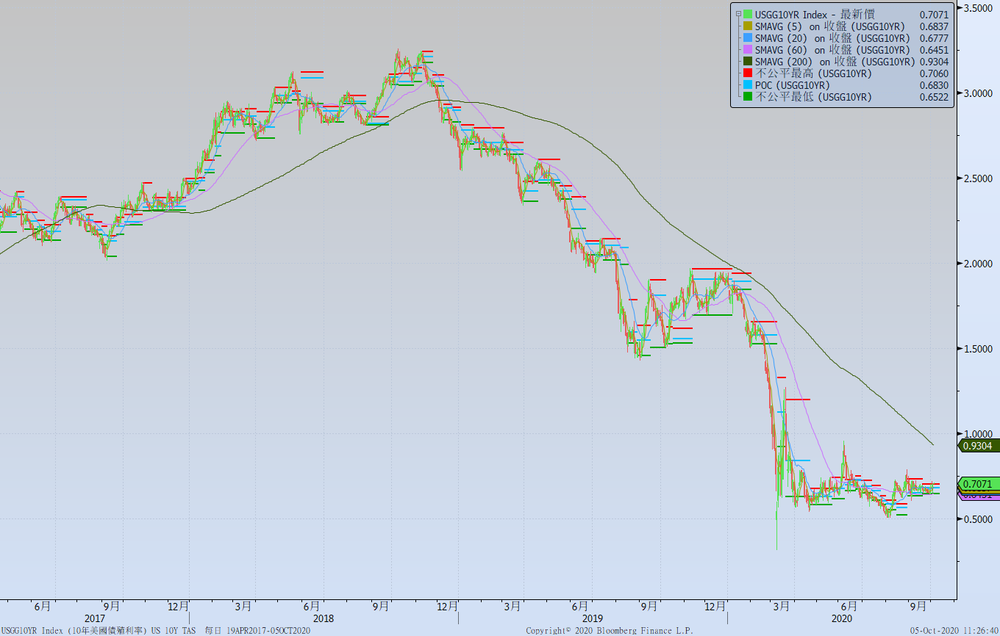 USGG10YR Index - 最新價 0.7071
SMAVG (5) on 收盤 (USGG10YR) 0.6837
SMAVG (20) on 收盤 (USGG10YR) 0.6777
SMAVG (60) on 收盤 (USGG10YR) 0.6451
SMAVG (200) on 收盤 (USGG10YR) 0.9304
不公平最高 (USGG10YR) 0.7060
POC (USGG10YR) 0.6830
不公平最低 (USGG10YR) 0.6522
3.5000
3.0000
2.5000
2.0000
1.5000
1.0000
0.9304
0.7071
0.5000
6月 9月 12月 3月 6月 9月 12月 3月 6月 9月 12月 3月 6月 9月
2017 2018 2019 2020
USGG10YR Index (10年美國債殖利率) US 10Y TAS 每日 19APR2017-05OCT2020 Copyright© 2020 Bloomberg Finance L.P. 05-Oct-2020 11:26:40